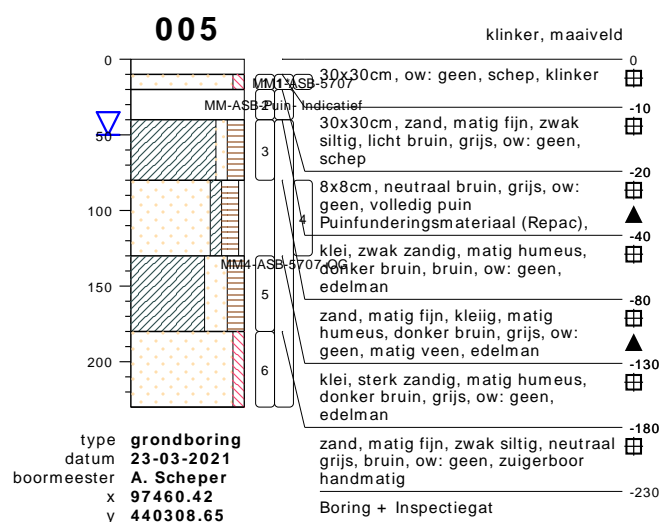 005
klinker, maaiveld
0
50
100
150
200
MM-ASB-Puin- Indicatief
MM4-ASB-5707-OG
2
3
4
5
6
0
30x30cm, ow: geen, schep, klinker
-10
30x30cm, zand, matig fijn, zwak
siltig, licht bruin, grijs, ow: geen,
schep
-20
8x8cm, neutraal bruin, grijs, ow:
geen, volledig puin
Puinfunderingsmateriaal (Repac),
-40
klei, zwak zandig, matig humeus,
donker bruin, bruin, ow: geen,
edelman
-80
zand, matig fijn, kleiig, matig
humeus, donker bruin, grijs, ow:
geen, matig veen, edelman
-130
klei, sterk zandig, matig humeus,
donker bruin, grijs, ow: geen,
edelman
-180
zand, matig fijn, zwak siltig, neutraal
grijs, bruin, ow: geen, zuigerboor
handmatig
-230
Boring + Inspectiegat
type grondboring
datum 23-03-2021
boormeester A. Scheper
x 97460.42
y 440308.65